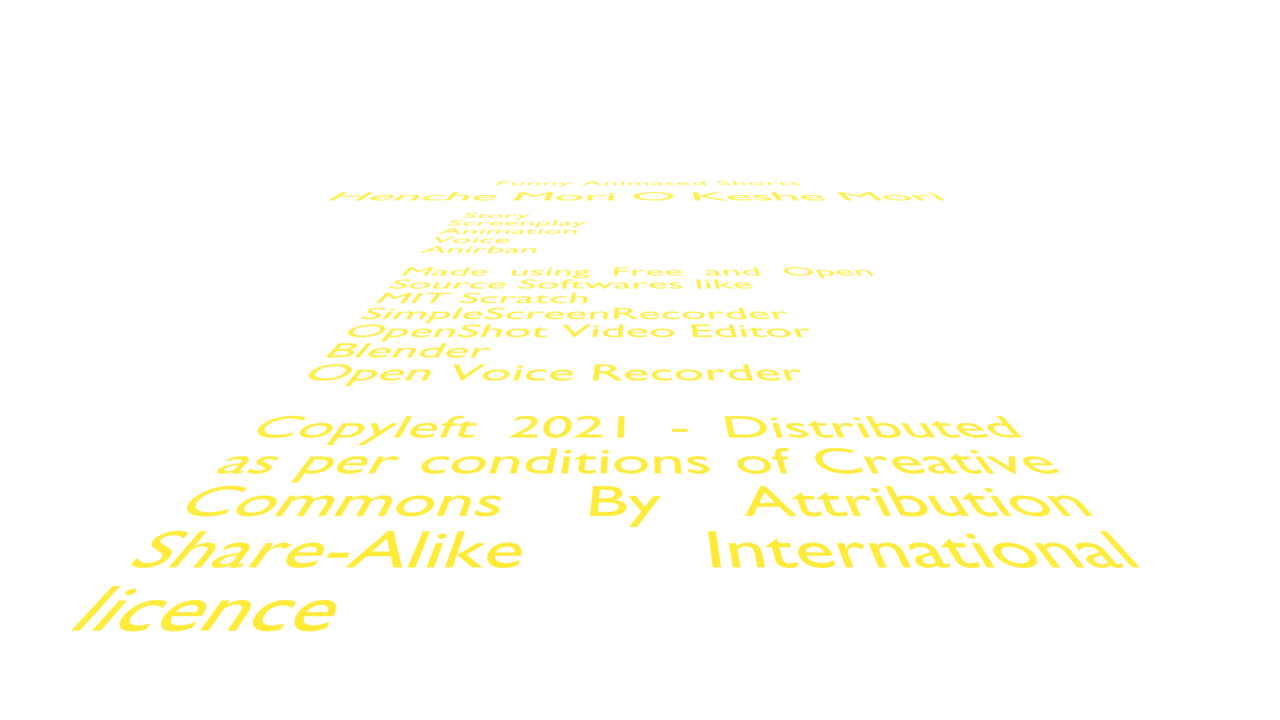 Funny Animated Shorts
Henche Mori O Keshe Mori
Story
Screenplay
Animation
Voice
Anirban
Made using Free and Open
Source Softwares like
MIT Scratch
SimpleScreenRecorder
OpenShot Video Editor
Blender
Open Voice Recorder
Copyleft 2021 - Distributed
as per conditions of Creative
Commons By Attribution
Share-Alike International
licence